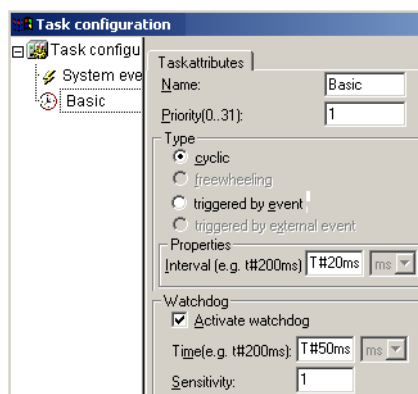 Task configuration
Task configu
System eve
Basic
Taskattributes
Name: Basic
Priority(0..31): 1
Type
cyclic
freewheeling
triggered by event
triggered by external event
Properties
Interval (e.g. t#200ms) T#20ms ms
Watchdog
Activate watchdog
Time(e.g. t#200ms): T#50ms ms
Sensitivity: 1